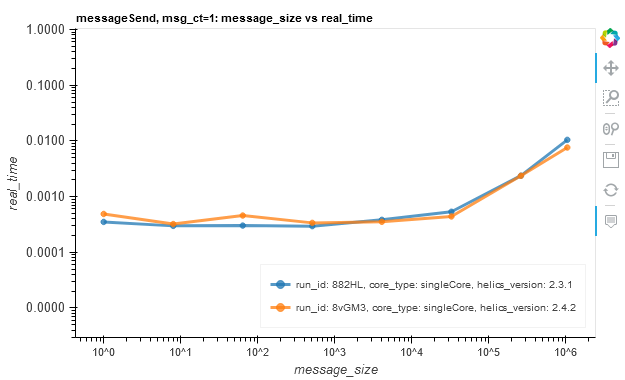 messageSend, msg_ct=1: message_size vs real_time
1.0000
0.1000
0.0100
0.0010
0.0001
0.0000
real_time
10^0 10^1 10^2 10^3 10^4 10^5 10^6
message_size
run_id: 882HL, core_type: singleCore, helics_version: 2.3.1
run_id: 8vGM3, core_type: singleCore, helics_version: 2.4.2